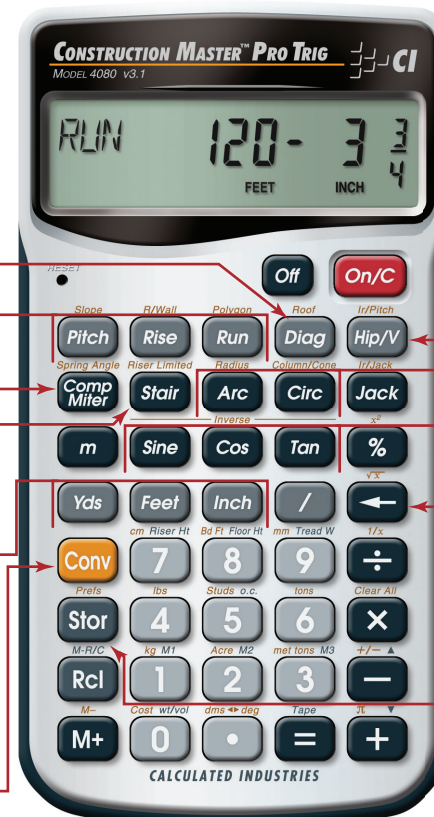 CONSTRUCTION MASTER™ PRO TRIG
CI
MODEL 4080 v3.1
RUN 120- 3 3/4
FEET INCH
RESET
Off On/C
Slope R/Wall Polygon Roof Ir/Pitch
Pitch Rise Run Diag Hip/V
Spring Angle Riser Limited Radius Column/Cone Ir/Jack
Comp Miter Stair Arc Circ Jack
Inverse x²
m Sine Cos Tan %
√x
Yds Feet Inch / ←
cm Riser Ht Bd Ft Floor Ht mm Tread W 1/x
Conv 7 8 9 ÷
Prefs lbs Studs o.c. tons Clear All
Stor 4 5 6 ×
M-R/C kg M1 Acre M2 met tons M3 +/− ▲
Rcl 1 2 3 −
M− Cost wt/vol dms◄►deg Tape π ▼
M+ 0 • = +
CALCULATED INDUSTRIES